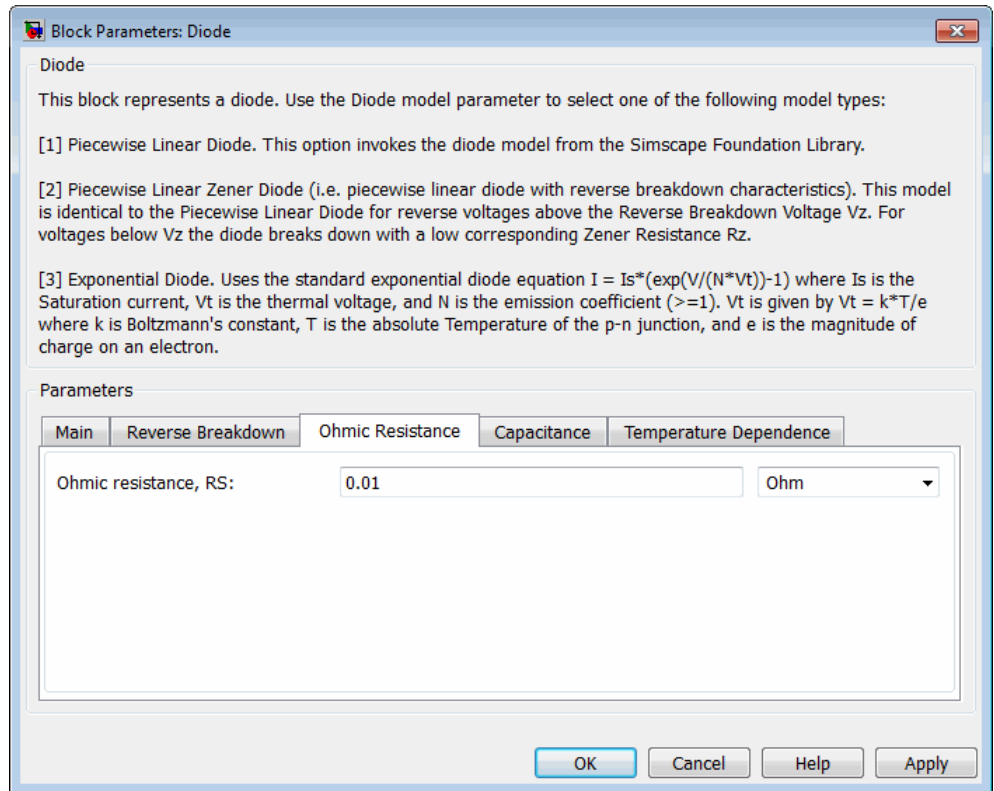 Block Parameters: Diode
Diode
This block represents a diode. Use the Diode model parameter to select one of the following model types:
[1] Piecewise Linear Diode. This option invokes the diode model from the Simscape Foundation Library.
[2] Piecewise Linear Zener Diode (i.e. piecewise linear diode with reverse breakdown characteristics). This model
is identical to the Piecewise Linear Diode for reverse voltages above the Reverse Breakdown Voltage Vz. For
voltages below Vz the diode breaks down with a low corresponding Zener Resistance Rz.
[3] Exponential Diode. Uses the standard exponential diode equation I = Is*(exp(V/(N*Vt))-1) where Is is the
Saturation current, Vt is the thermal voltage, and N is the emission coefficient (>=1). Vt is given by Vt = k*T/e
where k is Boltzmann's constant, T is the absolute Temperature of the p-n junction, and e is the magnitude of
charge on an electron.
Parameters
Main Reverse Breakdown Ohmic Resistance Capacitance Temperature Dependence
Ohmic resistance, RS: 0.01 Ohm
OK Cancel Help Apply